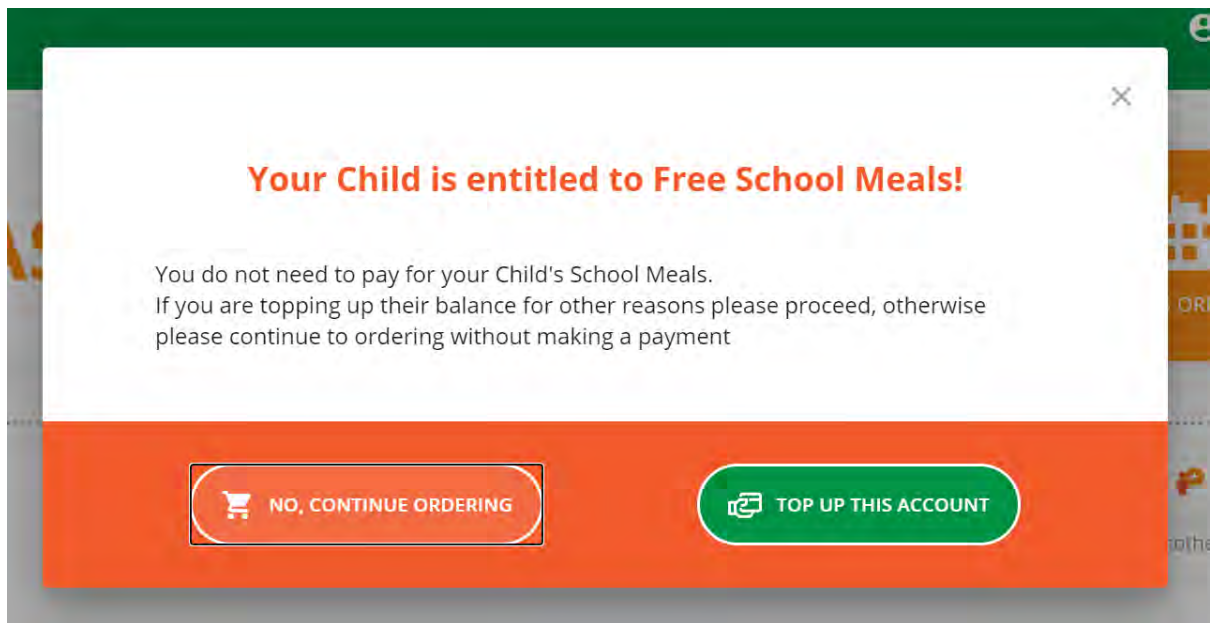 Your Child is entitled to Free School Meals!
You do not need to pay for your Child's School Meals.
If you are topping up their balance for other reasons please proceed, otherwise
please continue to ordering without making a payment
NO, CONTINUE ORDERING
TOP UP THIS ACCOUNT